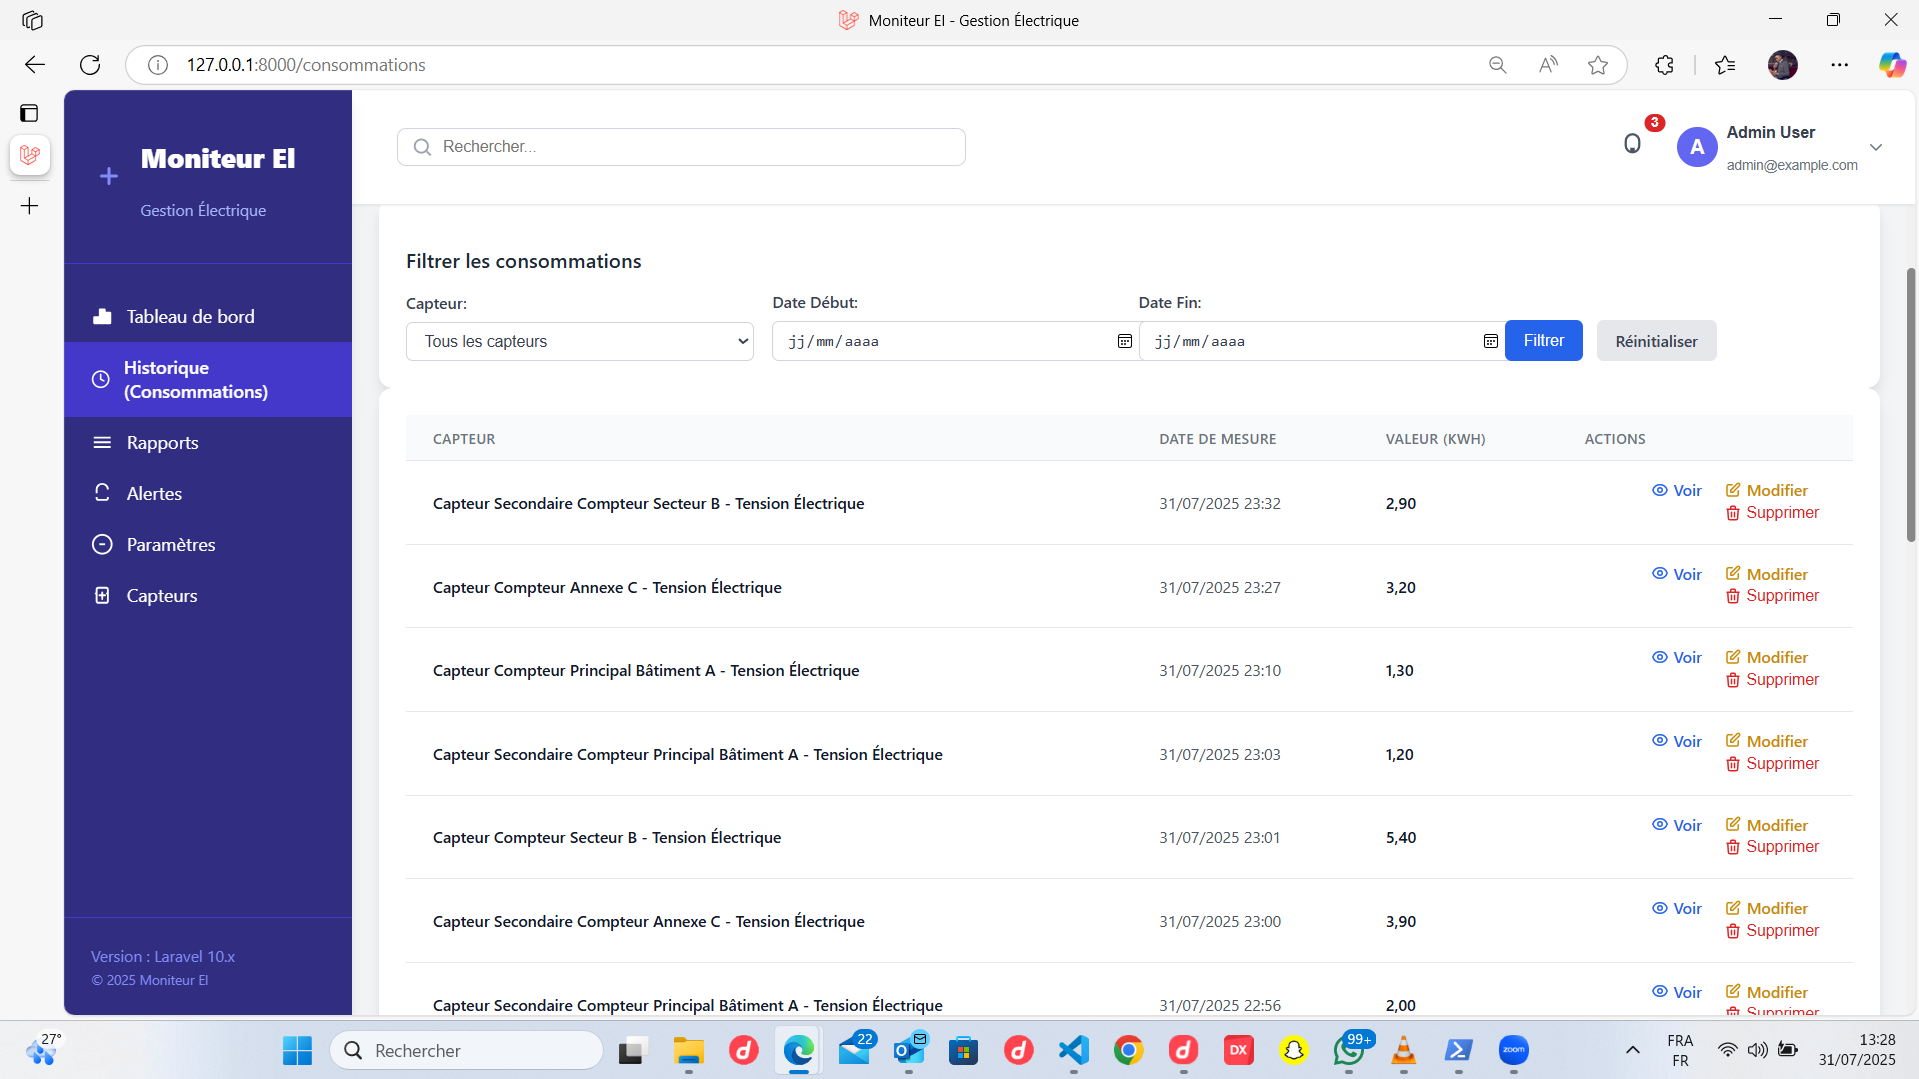 Moniteur El - Gestion Électrique
127.0.0.1:8000/consommations
Moniteur El
Gestion Électrique
Tableau de bord
Historique
(Consommations)
Rapports
Alertes
Paramètres
Capteurs
Version : Laravel 10.x
© 2025 Moniteur El
Rechercher...
3
A
Admin User
admin@example.com
Filtrer les consommations
Capteur:
Date Début:
Date Fin:
Tous les capteurs
jj/mm/aaaa
jj/mm/aaaa
Filtrer
Réinitialiser
CAPTEUR DATE DE MESURE VALEUR (KWH) ACTIONS
Capteur Secondaire Compteur Secteur B - Tension Électrique 31/07/2025 23:32 2,90 Voir Modifier
Supprimer
Capteur Compteur Annexe C - Tension Électrique 31/07/2025 23:27 3,20 Voir Modifier
Supprimer
Capteur Compteur Principal Bâtiment A - Tension Électrique 31/07/2025 23:10 1,30 Voir Modifier
Supprimer
Capteur Secondaire Compteur Principal Bâtiment A - Tension Électrique 31/07/2025 23:03 1,20 Voir Modifier
Supprimer
Capteur Compteur Secteur B - Tension Électrique 31/07/2025 23:01 5,40 Voir Modifier
Supprimer
Capteur Secondaire Compteur Annexe C - Tension Électrique 31/07/2025 23:00 3,90 Voir Modifier
Supprimer
Capteur Secondaire Compteur Principal Bâtiment A - Tension Électrique 31/07/2025 22:56 2,00 Voir Modifier
Supprimer
27°
Rechercher
22
DX
99+
zoom
FRA
FR
13:28
31/07/2025